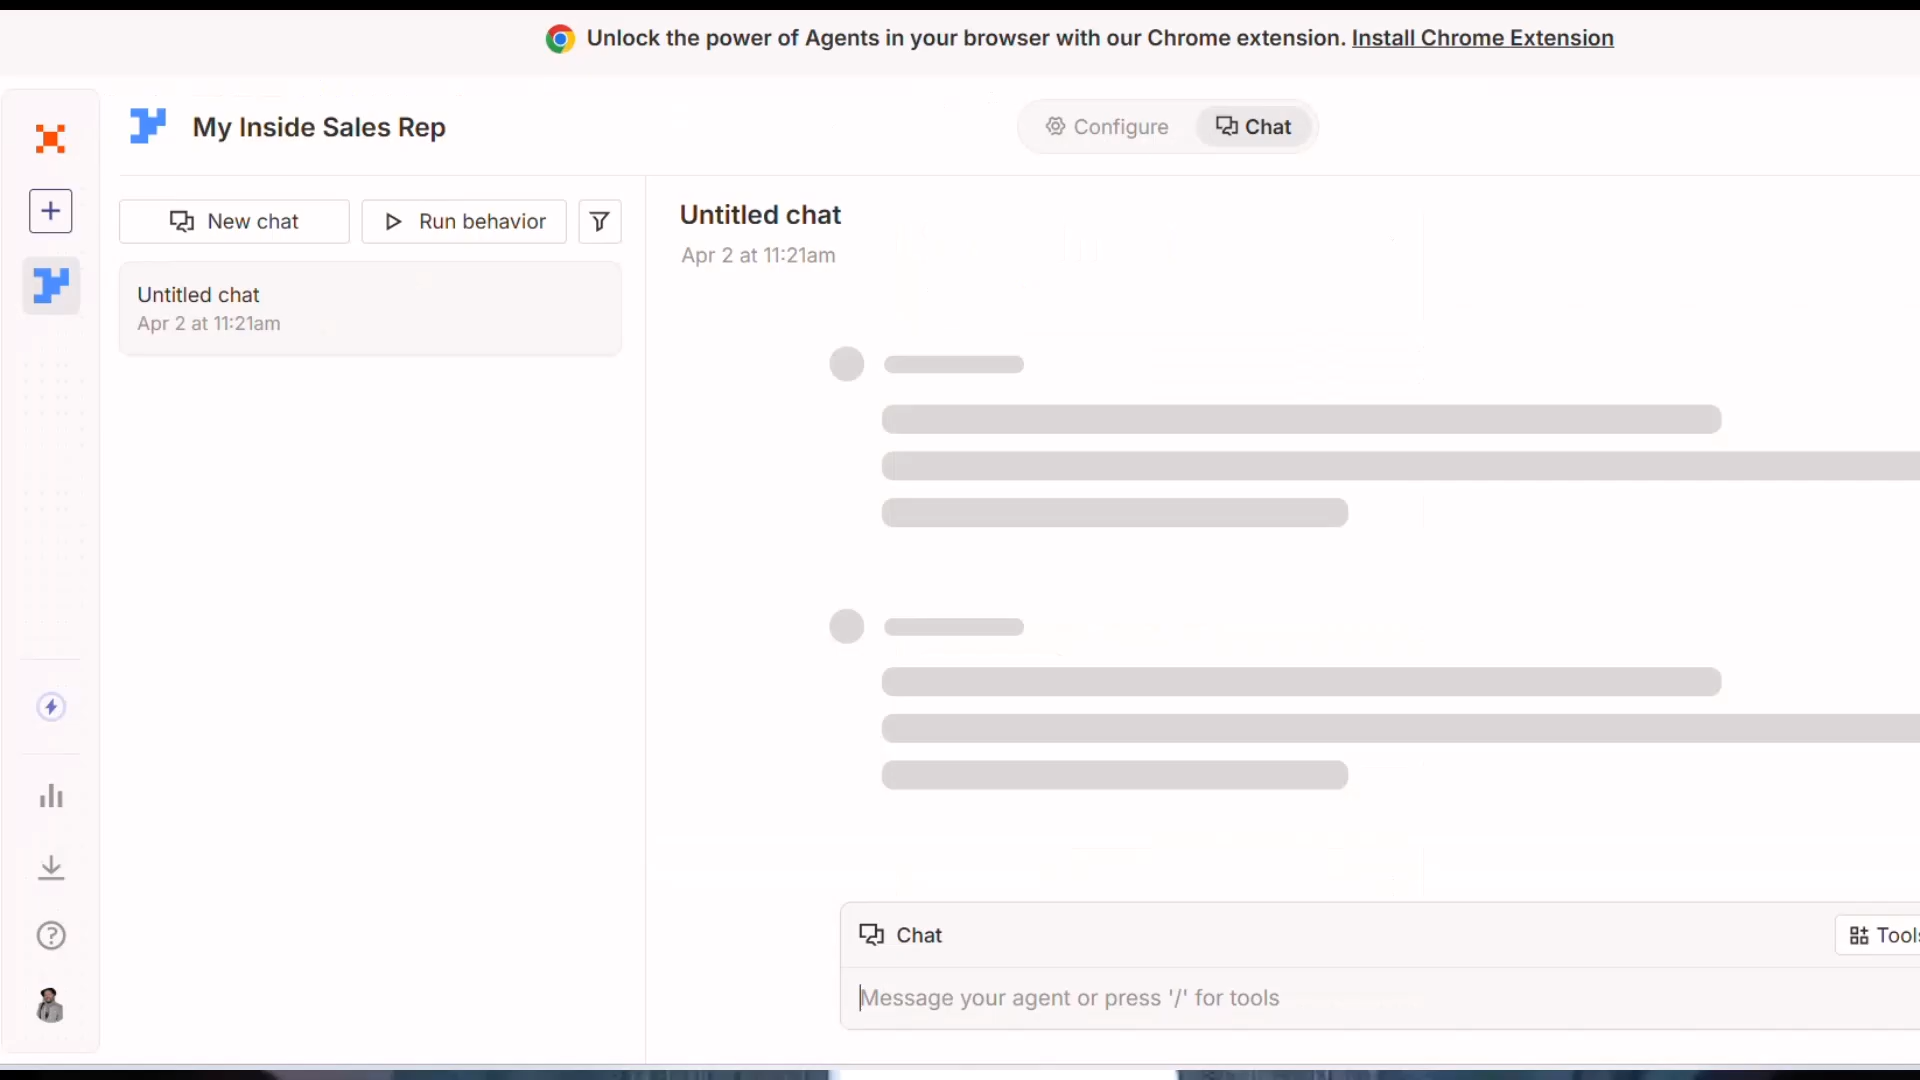 Unlock the power of Agents in your browser with our Chrome extension. Install Chrome Extension
My Inside Sales Rep
Configure
Chat
New chat
Run behavior
Untitled chat
Apr 2 at 11:21am
Untitled chat
Apr 2 at 11:21am
Chat
Tools
Message your agent or press '/' for tools